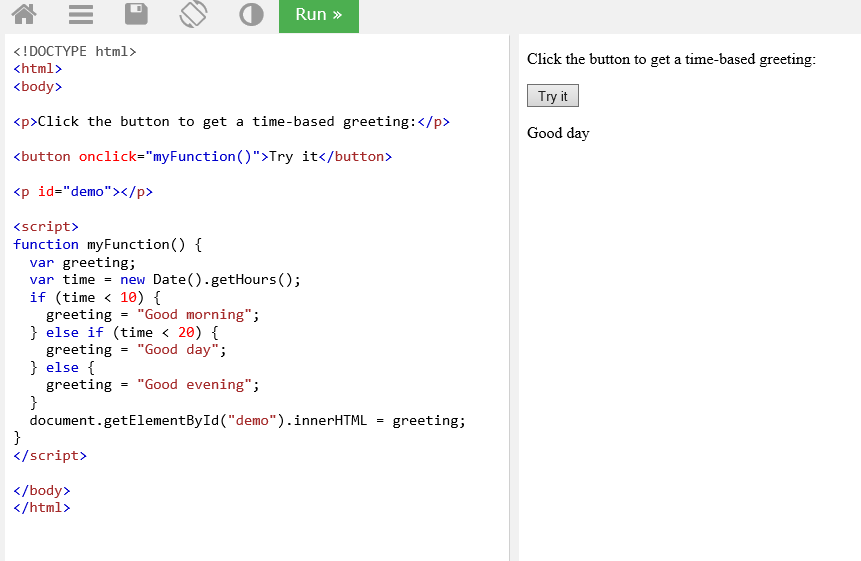 Run »
<!DOCTYPE html>
<html>
<body>
<p>Click the button to get a time-based greeting:</p>
<button onclick="myFunction()">Try it</button>
<p id="demo"></p>
<script>
function myFunction() {
  var greeting;
  var time = new Date().getHours();
  if (time < 10) {
    greeting = "Good morning";
  } else if (time < 20) {
    greeting = "Good day";
  } else {
    greeting = "Good evening";
  }
  document.getElementById("demo").innerHTML = greeting;
}
</script>
</body>
</html>
Click the button to get a time-based greeting:
Try it
Good day